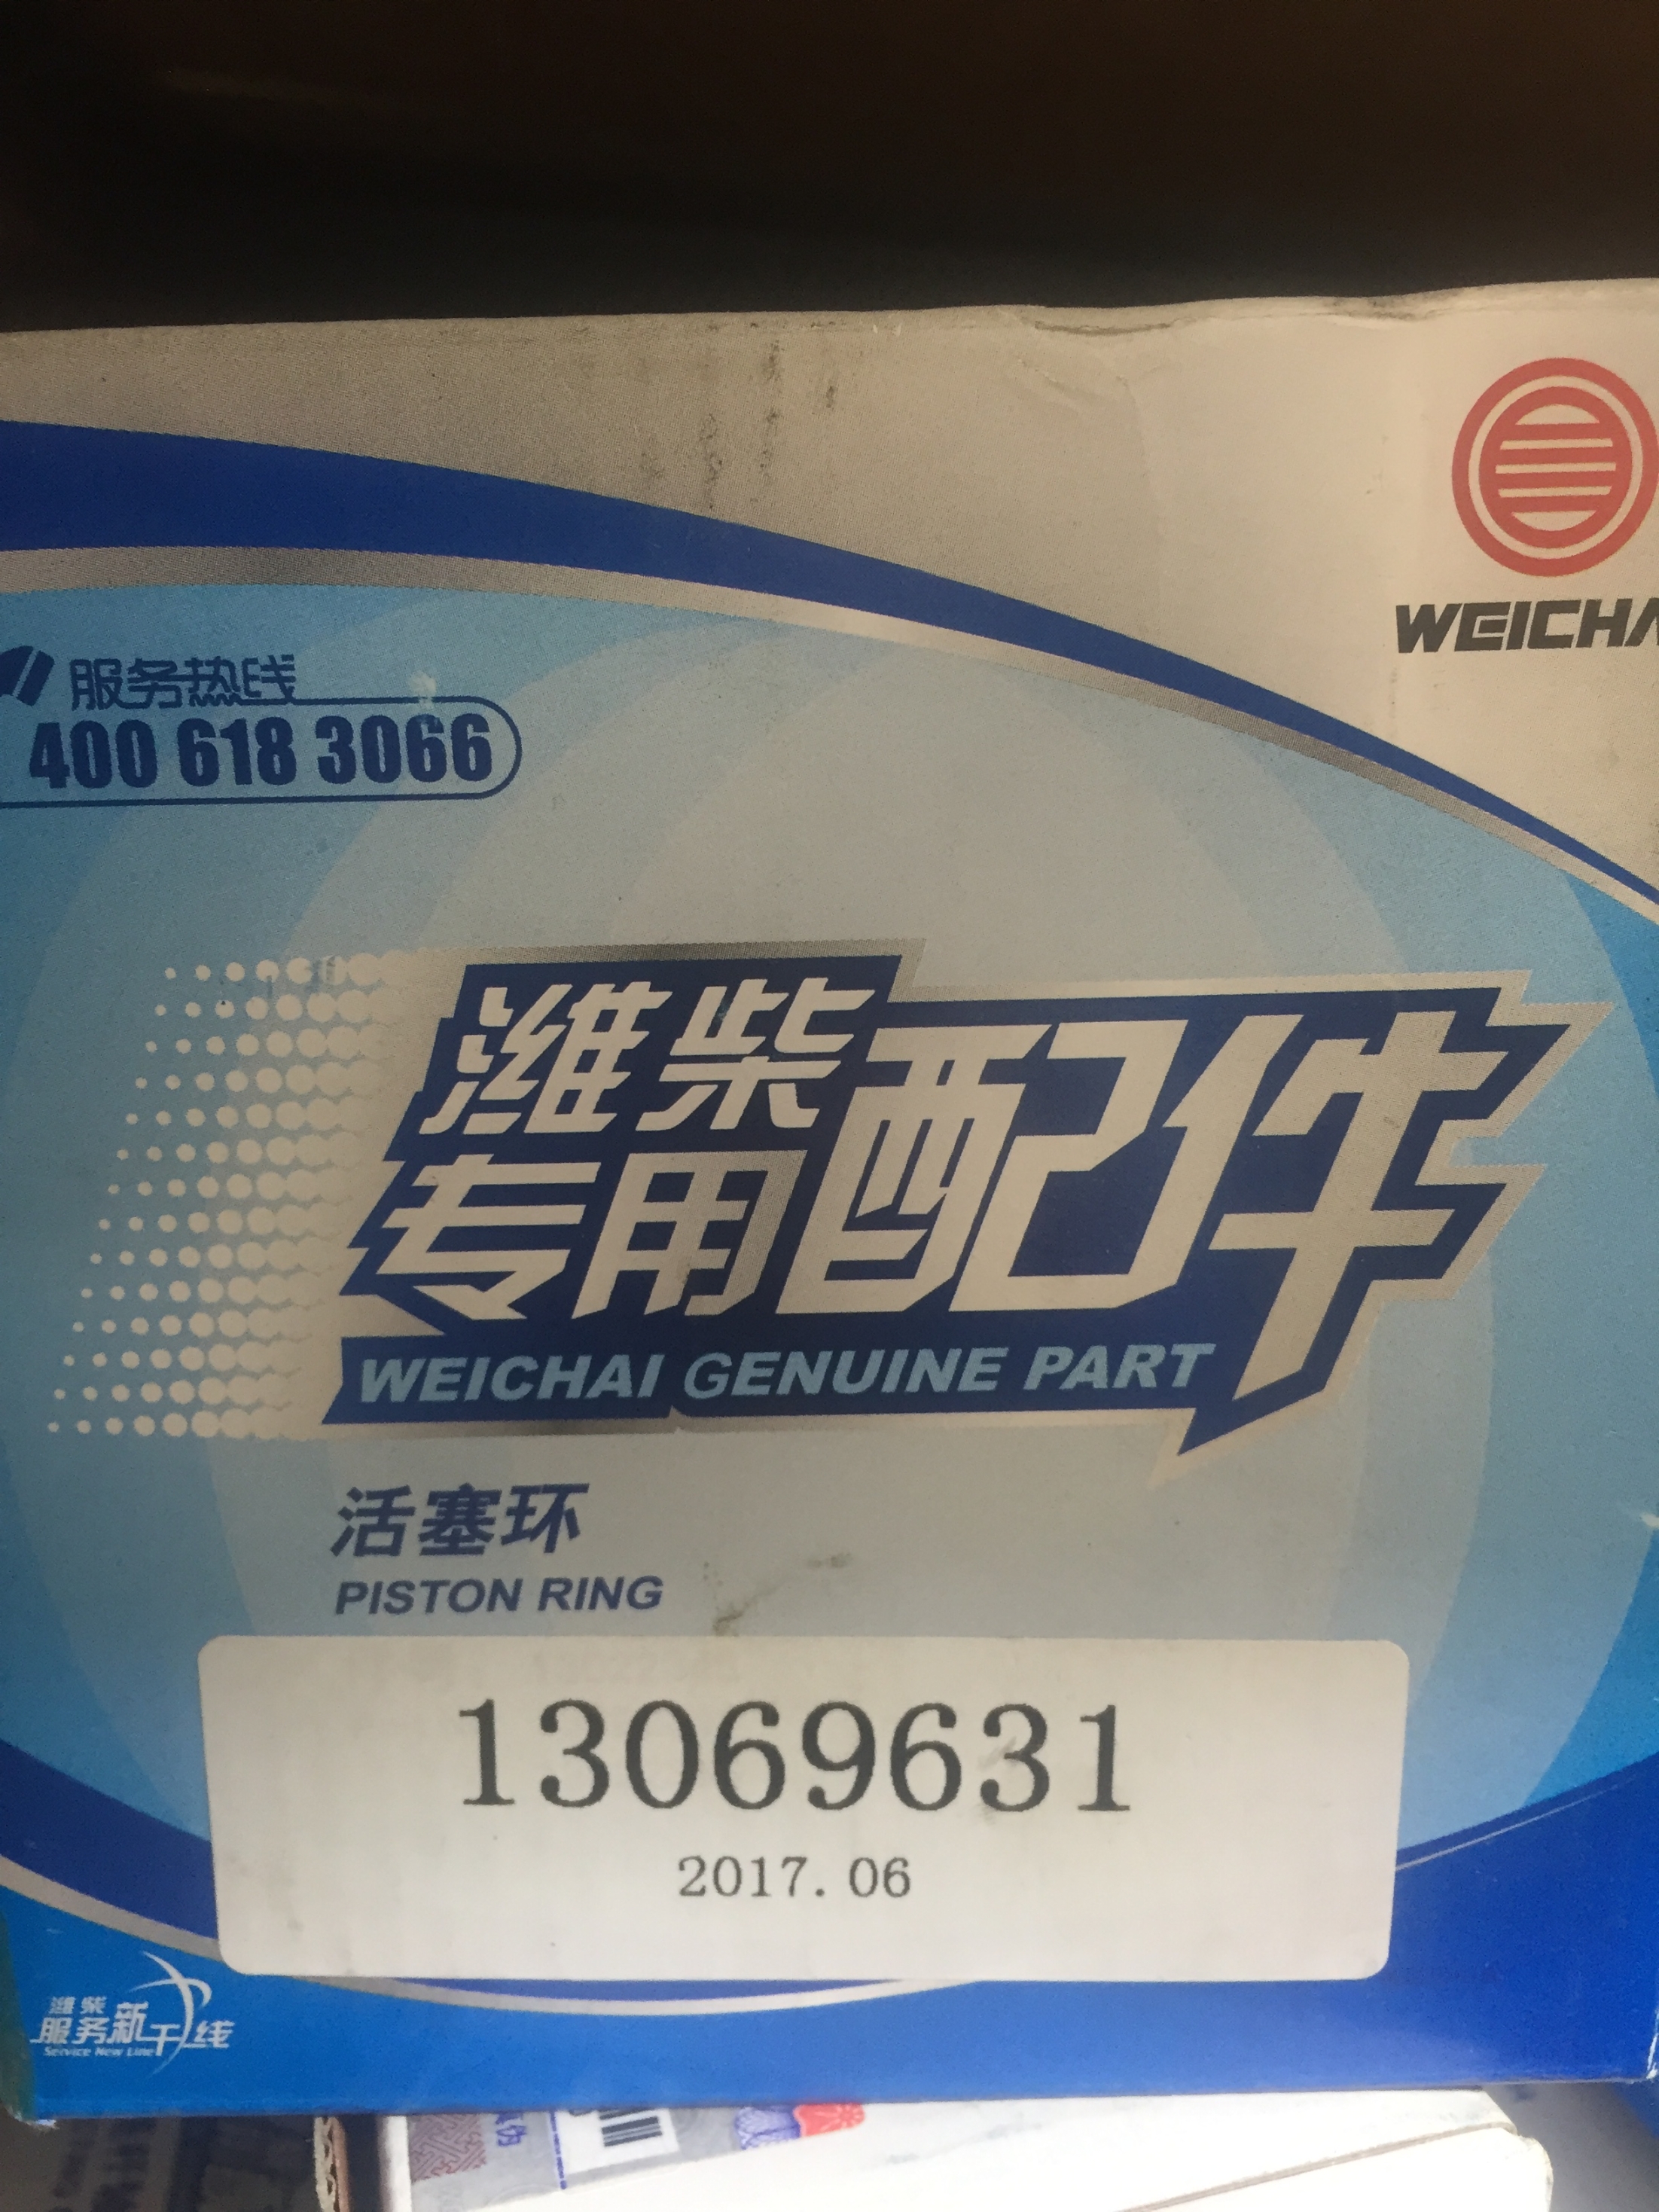 WEICHA
服务热线
400 618 3066
潍柴
专用配件
WEICHAI GENUINE PART
活塞环
PISTON RING
13069631
2017.06
潍柴
服务新干线
Service New Line